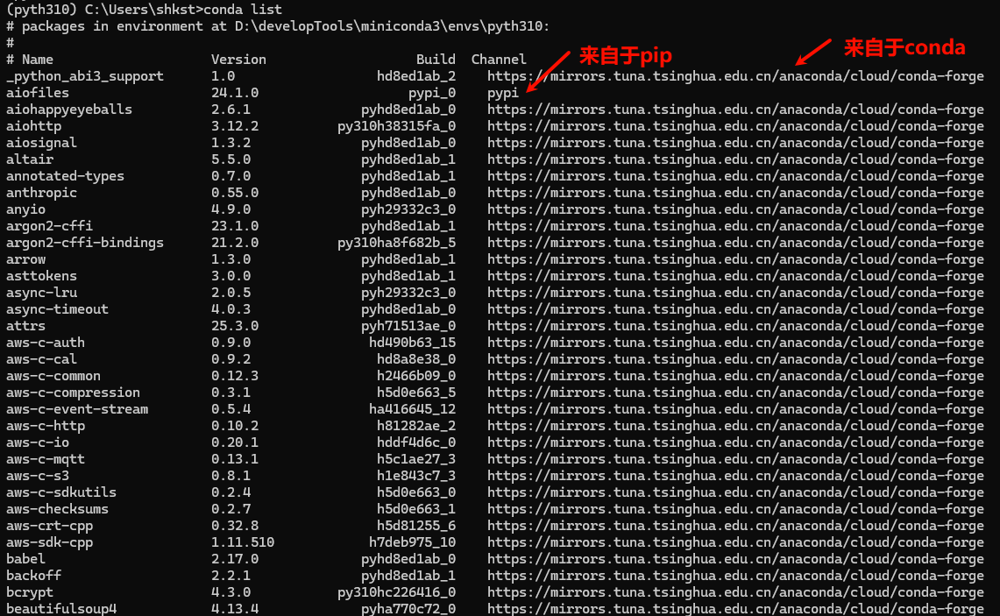 (pyth310) C:\Users\shkst>conda list
# packages in environment at D:\developTools\miniconda3\envs\pyth310:
#
# Name Version Build Channel
来自于pip
来自于conda
_python_abi3_support 1.0 hd8ed1ab_2 https://mirrors.tuna.tsinghua.edu.cn/anaconda/cloud/conda-forge
aiofiles 24.1.0 pypi_0 pypi
aiohappyeyeballs 2.6.1 pyhd8ed1ab_0 https://mirrors.tuna.tsinghua.edu.cn/anaconda/cloud/conda-forge
aiohttp 3.12.2 py310h38315fa_0 https://mirrors.tuna.tsinghua.edu.cn/anaconda/cloud/conda-forge
aiosignal 1.3.2 pyhd8ed1ab_0 https://mirrors.tuna.tsinghua.edu.cn/anaconda/cloud/conda-forge
altair 5.5.0 pyhd8ed1ab_1 https://mirrors.tuna.tsinghua.edu.cn/anaconda/cloud/conda-forge
annotated-types 0.7.0 pyhd8ed1ab_1 https://mirrors.tuna.tsinghua.edu.cn/anaconda/cloud/conda-forge
anthropic 0.55.0 pyhd8ed1ab_0 https://mirrors.tuna.tsinghua.edu.cn/anaconda/cloud/conda-forge
anyio 4.9.0 pyh29332c3_0 https://mirrors.tuna.tsinghua.edu.cn/anaconda/cloud/conda-forge
argon2-cffi 23.1.0 pyhd8ed1ab_1 https://mirrors.tuna.tsinghua.edu.cn/anaconda/cloud/conda-forge
argon2-cffi-bindings 21.2.0 py310ha8f682b_5 https://mirrors.tuna.tsinghua.edu.cn/anaconda/cloud/conda-forge
arrow 1.3.0 pyhd8ed1ab_1 https://mirrors.tuna.tsinghua.edu.cn/anaconda/cloud/conda-forge
asttokens 3.0.0 pyhd8ed1ab_1 https://mirrors.tuna.tsinghua.edu.cn/anaconda/cloud/conda-forge
async-lru 2.0.5 pyh29332c3_0 https://mirrors.tuna.tsinghua.edu.cn/anaconda/cloud/conda-forge
async-timeout 4.0.3 pyhd8ed1ab_0 https://mirrors.tuna.tsinghua.edu.cn/anaconda/cloud/conda-forge
attrs 25.3.0 pyh71513ae_0 https://mirrors.tuna.tsinghua.edu.cn/anaconda/cloud/conda-forge
aws-c-auth 0.9.0 hd490b63_15 https://mirrors.tuna.tsinghua.edu.cn/anaconda/cloud/conda-forge
aws-c-cal 0.9.2 hd8a8e38_0 https://mirrors.tuna.tsinghua.edu.cn/anaconda/cloud/conda-forge
aws-c-common 0.12.3 h2466b09_0 https://mirrors.tuna.tsinghua.edu.cn/anaconda/cloud/conda-forge
aws-c-compression 0.3.1 h5d0e663_5 https://mirrors.tuna.tsinghua.edu.cn/anaconda/cloud/conda-forge
aws-c-event-stream 0.5.4 ha416645_12 https://mirrors.tuna.tsinghua.edu.cn/anaconda/cloud/conda-forge
aws-c-http 0.10.2 h81282ae_2 https://mirrors.tuna.tsinghua.edu.cn/anaconda/cloud/conda-forge
aws-c-io 0.20.1 hddf4d6c_0 https://mirrors.tuna.tsinghua.edu.cn/anaconda/cloud/conda-forge
aws-c-mqtt 0.13.1 h5c1ae27_3 https://mirrors.tuna.tsinghua.edu.cn/anaconda/cloud/conda-forge
aws-c-s3 0.8.1 h1e843c7_3 https://mirrors.tuna.tsinghua.edu.cn/anaconda/cloud/conda-forge
aws-c-sdkutils 0.2.4 h5d0e663_0 https://mirrors.tuna.tsinghua.edu.cn/anaconda/cloud/conda-forge
aws-checksums 0.2.7 h5d0e663_1 https://mirrors.tuna.tsinghua.edu.cn/anaconda/cloud/conda-forge
aws-crt-cpp 0.32.8 h5d81255_6 https://mirrors.tuna.tsinghua.edu.cn/anaconda/cloud/conda-forge
aws-sdk-cpp 1.11.510 h7deb975_10 https://mirrors.tuna.tsinghua.edu.cn/anaconda/cloud/conda-forge
babel 2.17.0 pyhd8ed1ab_0 https://mirrors.tuna.tsinghua.edu.cn/anaconda/cloud/conda-forge
backoff 2.2.1 pyhd8ed1ab_1 https://mirrors.tuna.tsinghua.edu.cn/anaconda/cloud/conda-forge
bcrypt 4.3.0 py310hc226416_0 https://mirrors.tuna.tsinghua.edu.cn/anaconda/cloud/conda-forge
beautifulsoup4 4.13.4 pyha770c72_0 https://mirrors.tuna.tsinghua.edu.cn/anaconda/cloud/conda-forge